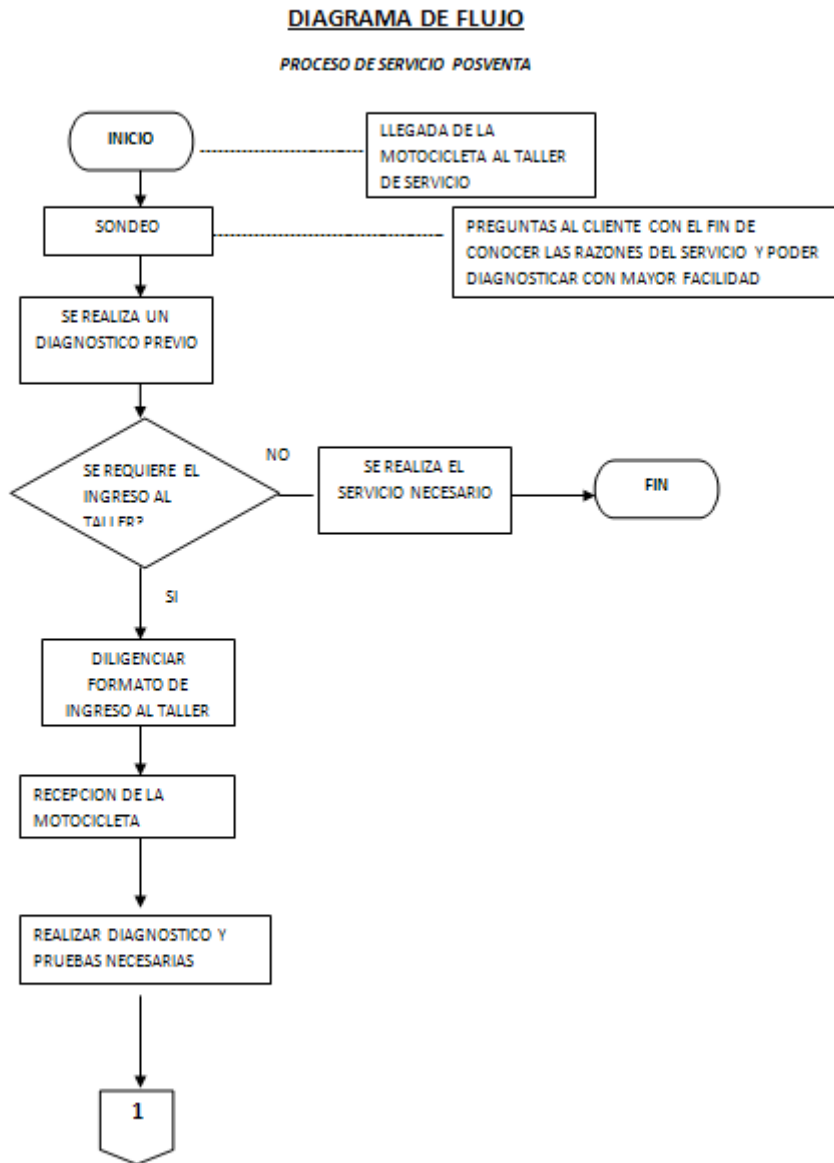 DIAGRAMA DE FLUJO
PROCESO DE SERVICIO POSVENTA
INICIO
LLEGADA DE LA
MOTOCICLETA AL TALLER
DE SERVICIO
SONDEO
PREGUNTAS AL CLIENTE CON EL FIN DE
CONOCER LAS RAZONES DEL SERVICIO Y PODER
DIAGNOSTICAR CON MAYOR FACILIDAD
SE REALIZA UN
DIAGNOSTICO PREVIO
SE REQUIERE EL
INGRESO AL
TALLER?
NO
SE REALIZA EL
SERVICIO NECESARIO
FIN
SI
DILIGENCIAR
FORMATO DE
INGRESO AL TALLER
RECEPCION DE LA
MOTOCICLETA
REALIZAR DIAGNOSTICO Y
PRUEBAS NECESARIAS
1